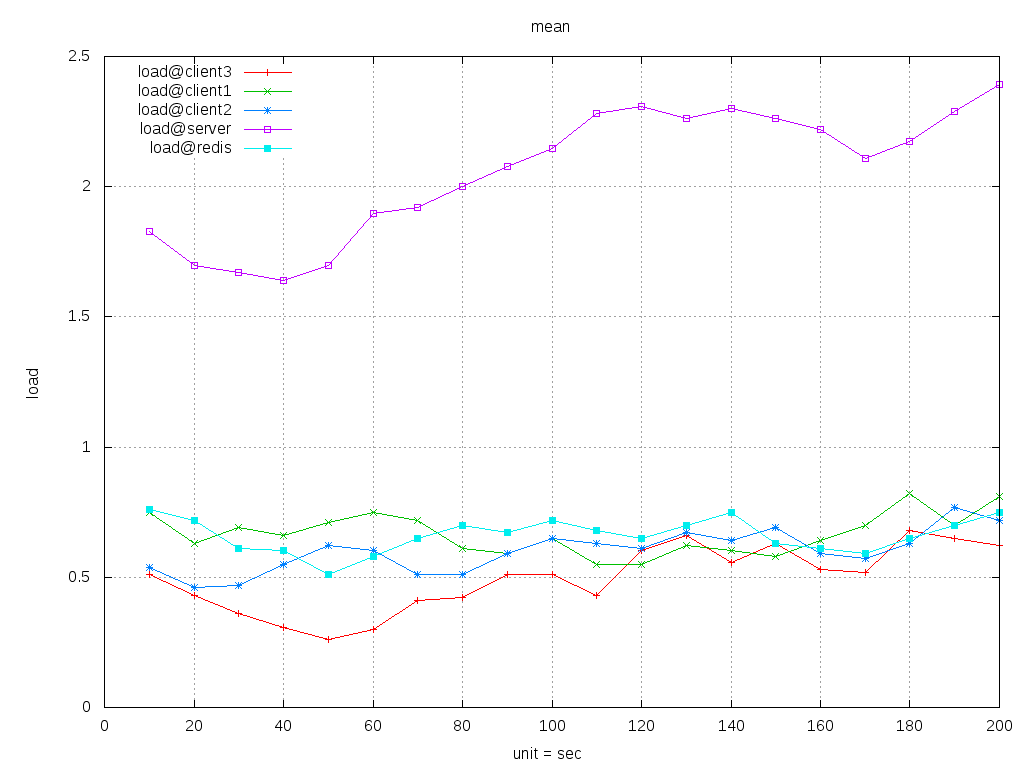 mean
2.5
2
1.5
1
0.5
0
load
load@client3
load@client1
load@client2
load@server
load@redis
0 20 40 60 80 100 120 140 160 180 200
unit = sec